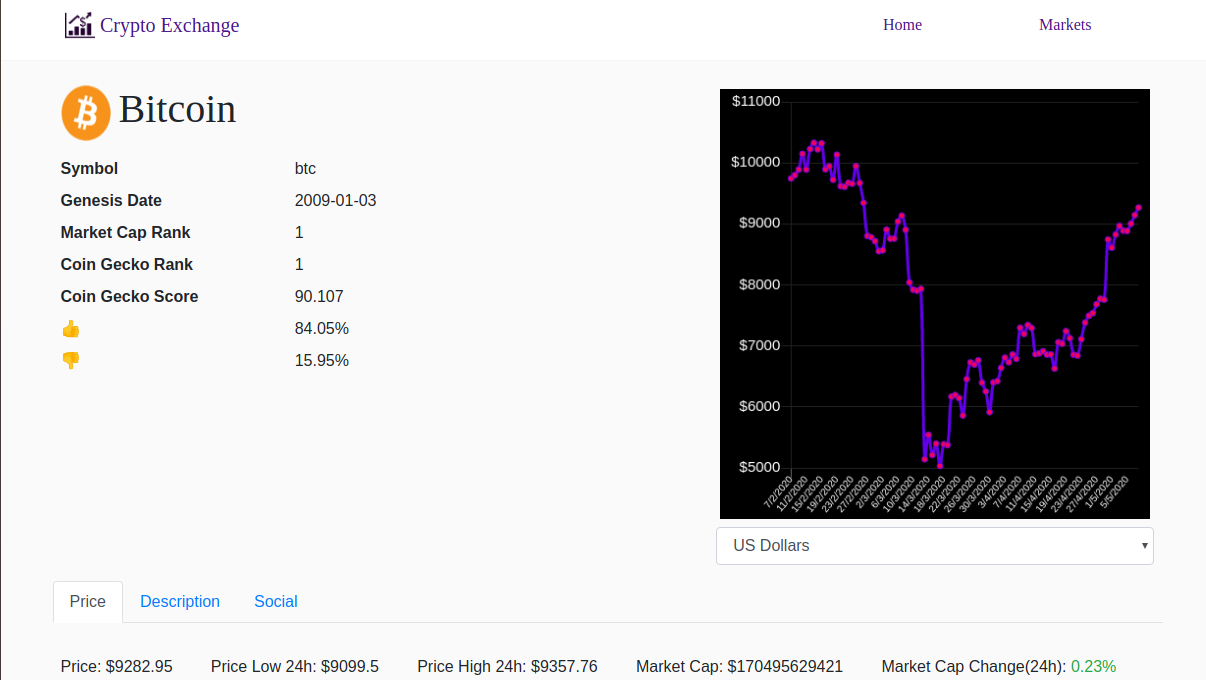 Crypto Exchange Home Markets
Bitcoin
Symbol btc
Genesis Date 2009-01-03
Market Cap Rank 1
Coin Gecko Rank 1
Coin Gecko Score 90.107
👍 84.05%
👎 15.95%
$11000
$10000
$9000
$8000
$7000
$6000
$5000
7/2/2020 11/2/2020 15/2/2020 19/2/2020 23/2/2020 27/2/2020 2/3/2020 6/3/2020 10/3/2020 14/3/2020 18/3/2020 22/3/2020 26/3/2020 30/3/2020 3/4/2020 7/4/2020 11/4/2020 15/4/2020 19/4/2020 23/4/2020 27/4/2020 1/5/2020 5/5/2020
US Dollars
Price Description Social
Price: $9282.95 Price Low 24h: $9099.5 Price High 24h: $9357.76 Market Cap: $170495629421 Market Cap Change(24h): 0.23%